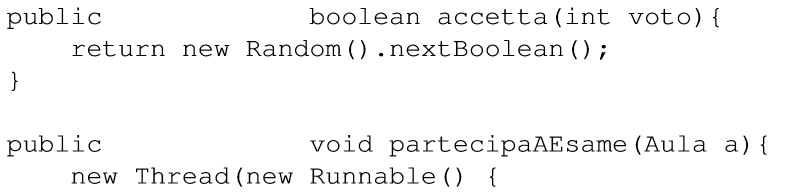 public             boolean accetta(int voto){
    return new Random().nextBoolean();
}

public             void partecipaAEsame(Aula a){
    new Thread(new Runnable() {